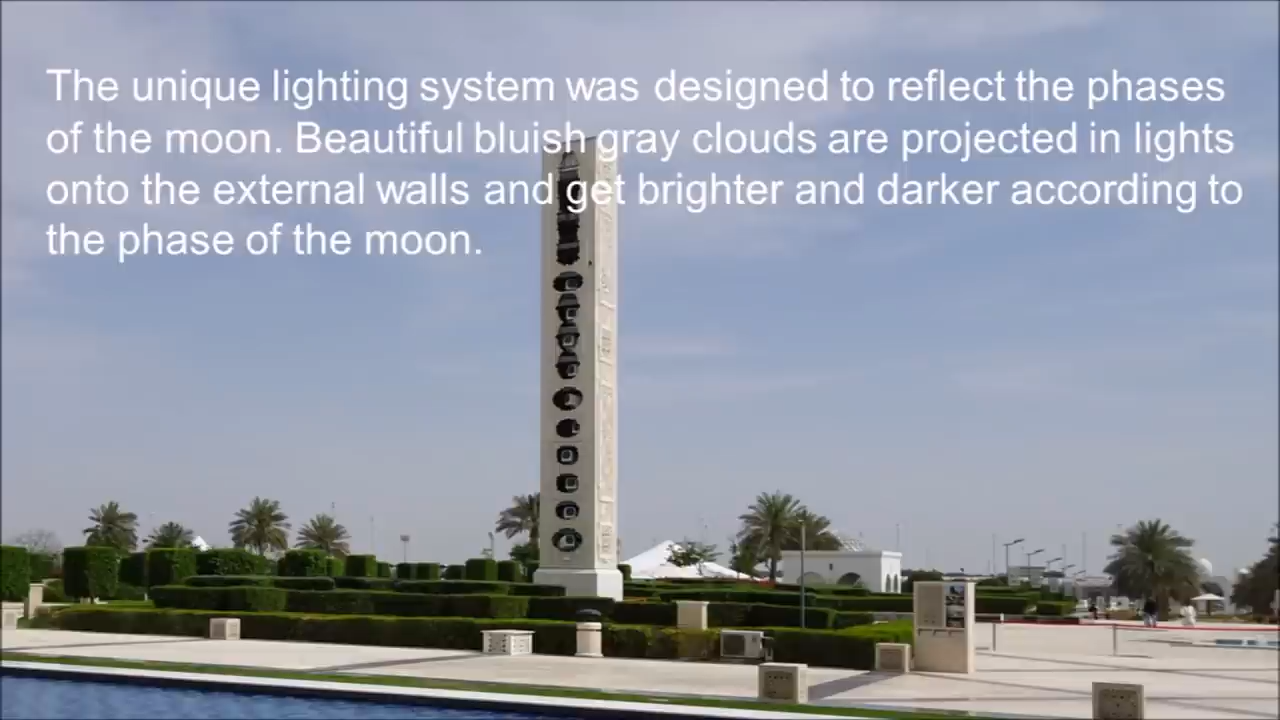 The unique lighting system was designed to reflect the phases
of the moon. Beautiful bluish gray clouds are projected in lights
onto the external walls and get brighter and darker according to
the phase of the moon.